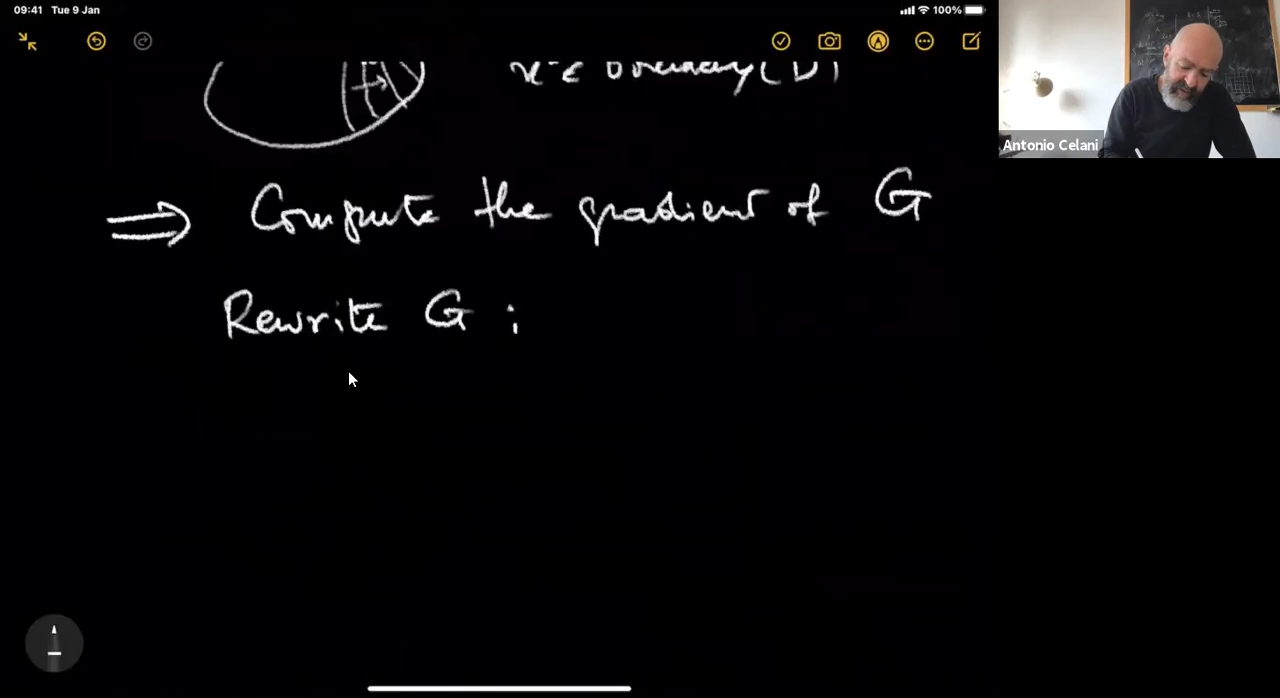 09:41 Tue 9 Jan
100%
Antonio Celani
⇒ Compute the gradient of G
Rewrite G :